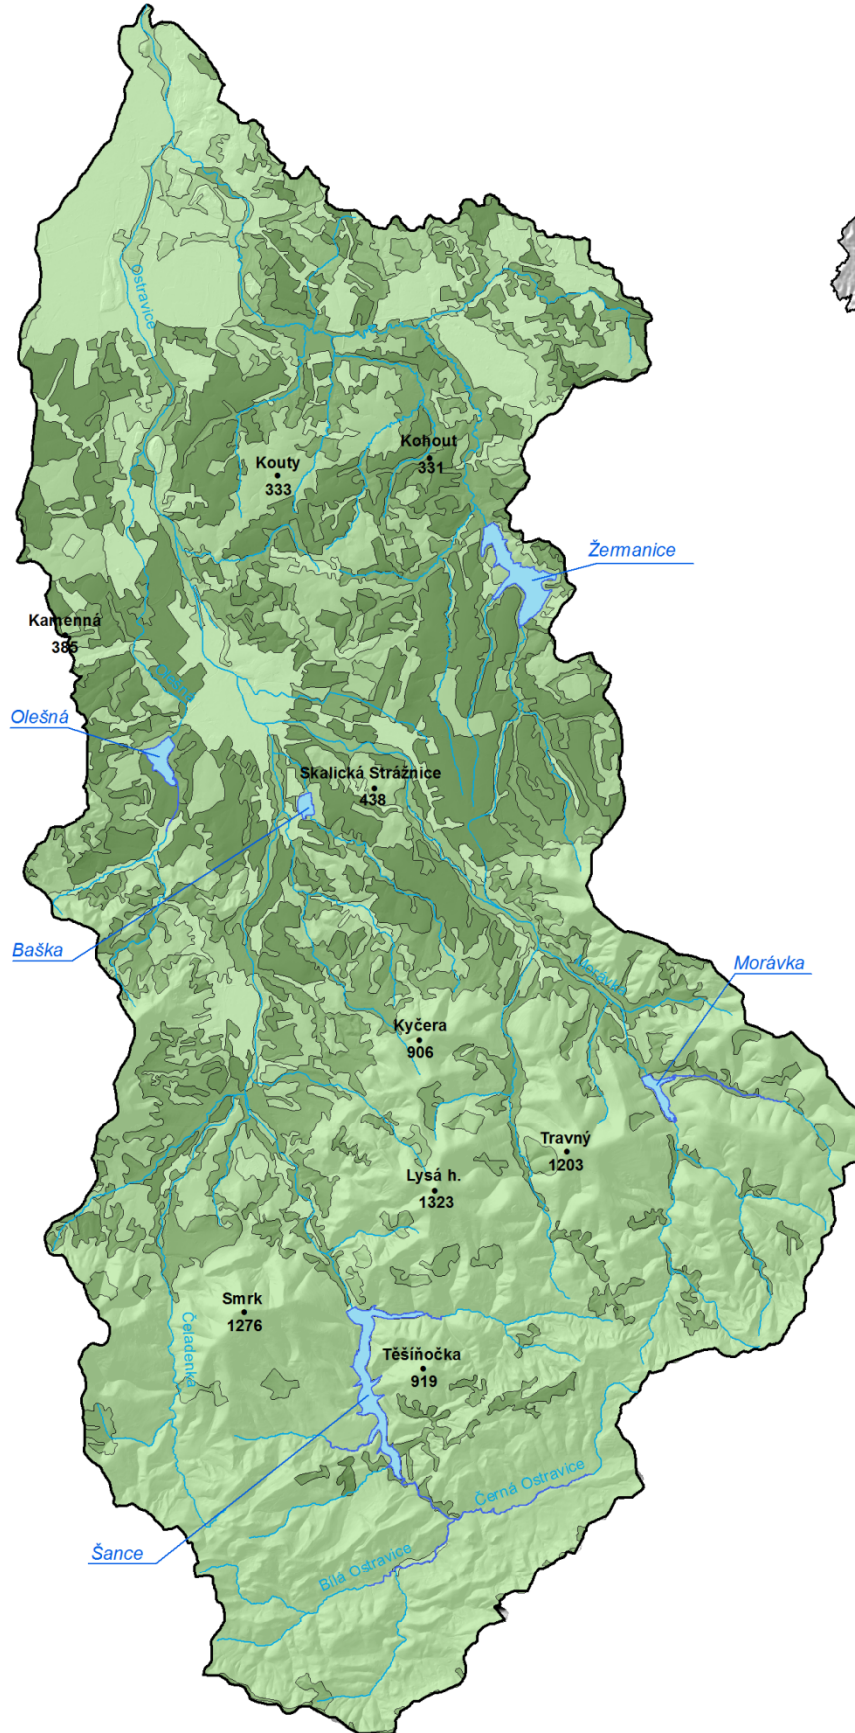 Ostravice
Kohout
331
Kouty
333
Žermanice
Kamenná
385
Olešná
Olešná
Skalická Strážnice
438
Baška
Morávka
Morávka
Kyčera
906
Travný
1203
Lysá h.
1323
Smrk
1276
Čeladenka
Těšíňočka
919
Černá Ostravice
Šance
Bílá Ostravice